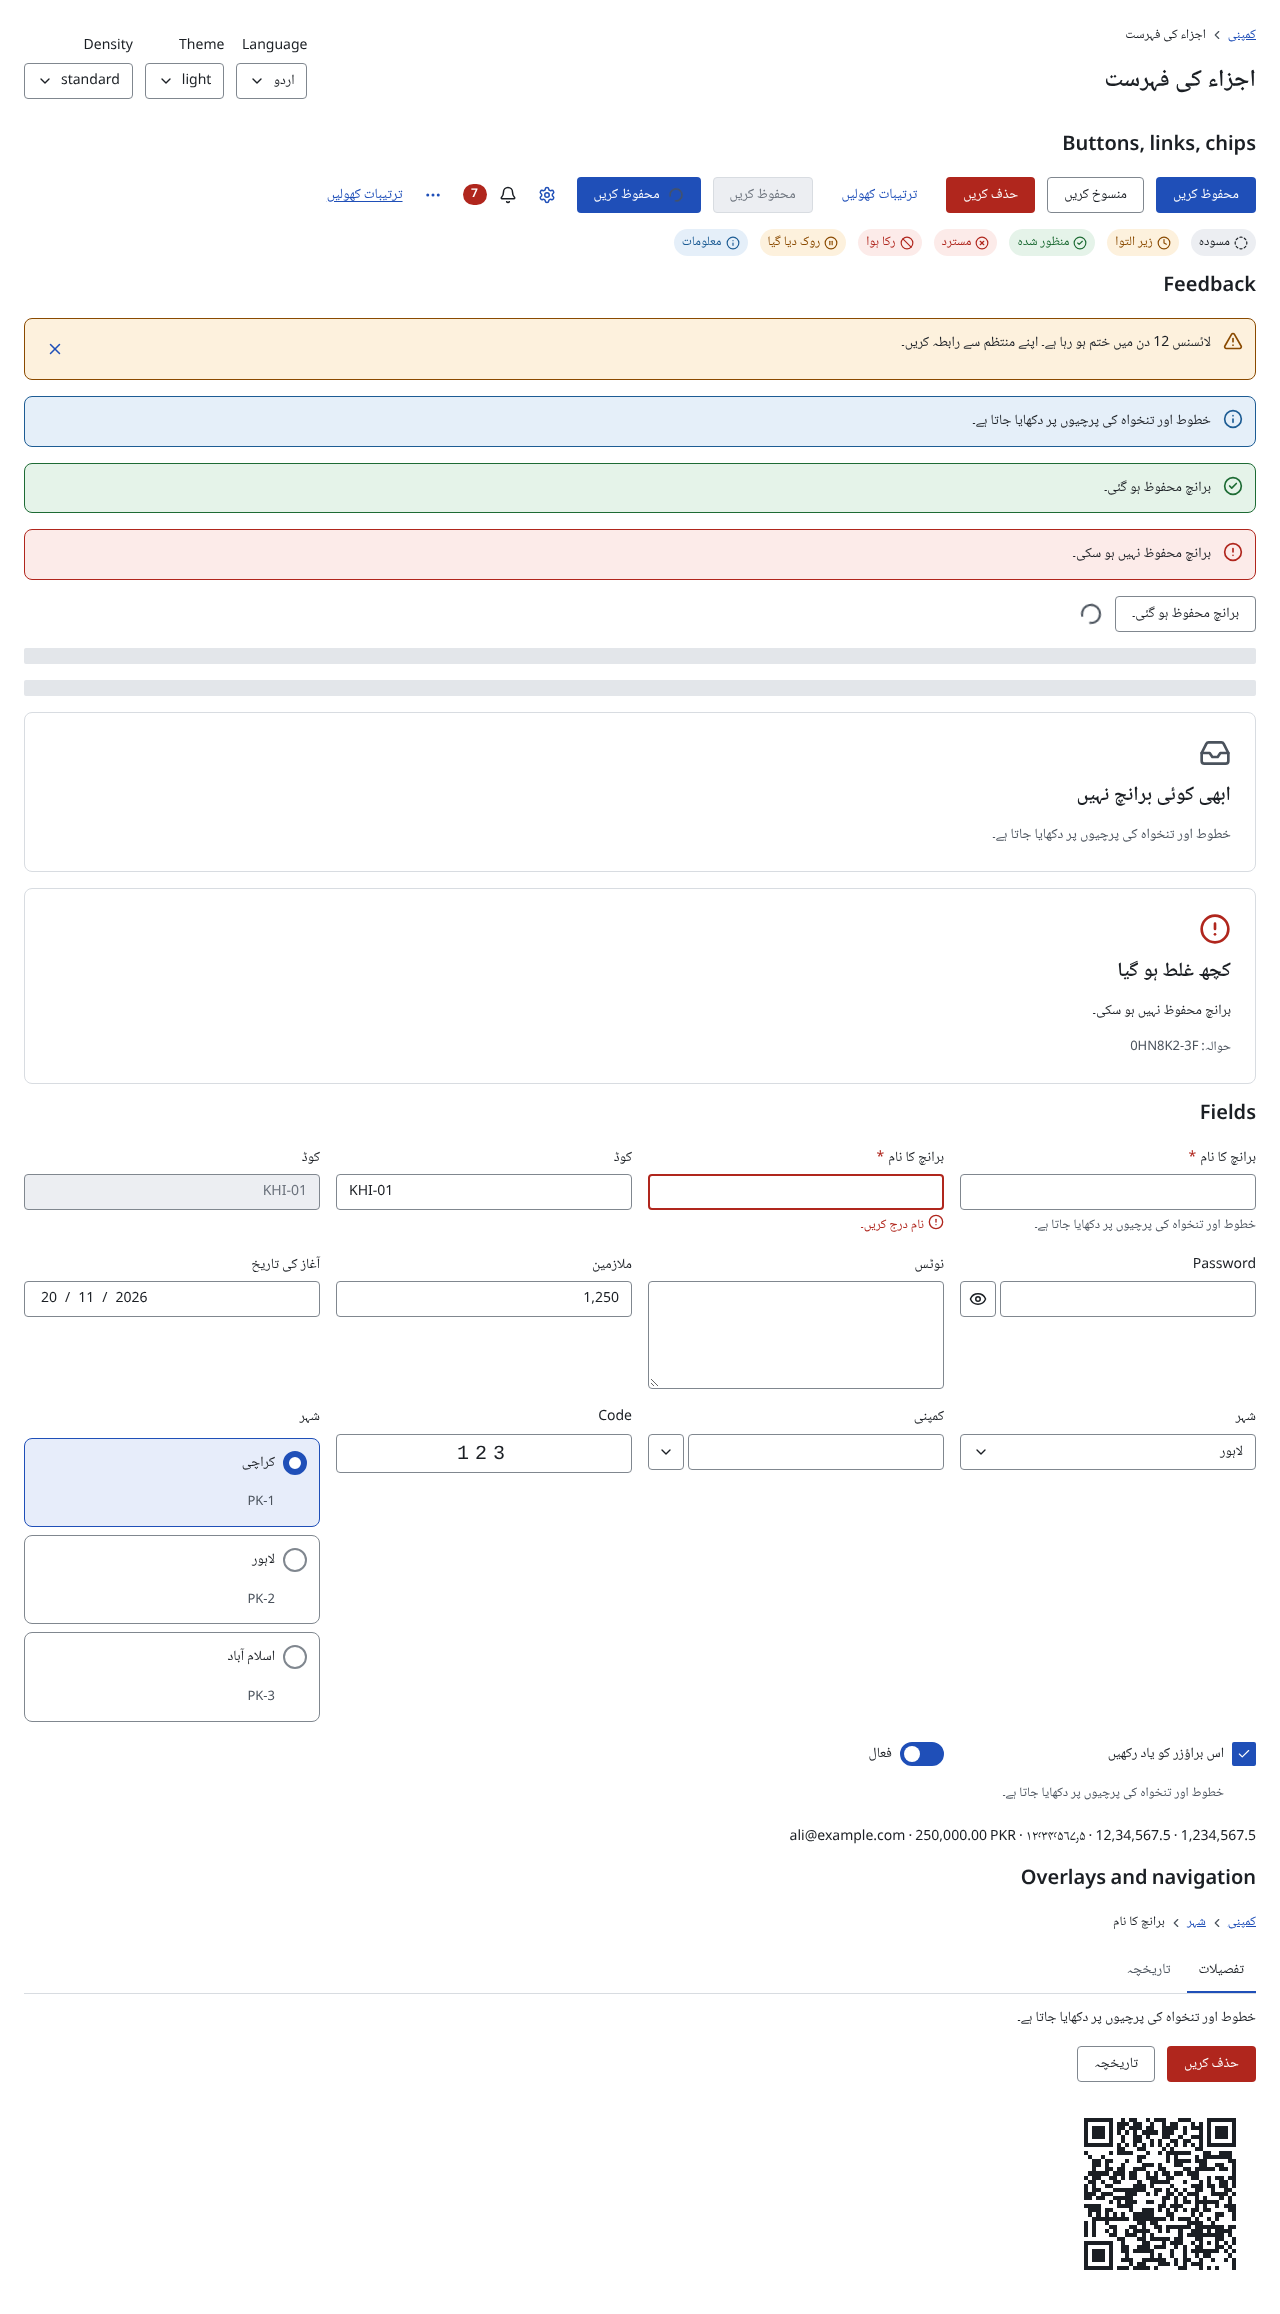 کمپنی › اجزاء کی فہرست
اجزاء کی فہرست
Language Theme Density
اردو light standard
Buttons, links, chips
محفوظ کریں منسوخ کریں حذف کریں ترتیبات کھولیں محفوظ کریں محفوظ کریں 7 ترتیبات کھولیں
مسودہ زیر التوا منظور شدہ مسترد رکا ہوا روک دیا گیا معلومات
Feedback
لائسنس 12 دن میں ختم ہو رہا ہے۔ اپنے منتظم سے رابطہ کریں۔
خطوط اور تنخواہ کی پرچیوں پر دکھایا جاتا ہے۔
برانچ محفوظ ہو گئی۔
برانچ محفوظ نہیں ہو سکی۔
برانچ محفوظ ہو گئی۔
ابھی کوئی برانچ نہیں
خطوط اور تنخواہ کی پرچیوں پر دکھایا جاتا ہے۔
کچھ غلط ہو گیا
برانچ محفوظ نہیں ہو سکی۔
حوالہ: 0HN8K2-3F
Fields
برانچ کا نام * برانچ کا نام * کوڈ کوڈ
KHI-01 KHI-01
خطوط اور تنخواہ کی پرچیوں پر دکھایا جاتا ہے۔ نام درج کریں۔
Password نوٹس ملازمین آغاز کی تاریخ
1,250 20 / 11 / 2026
شہر کمپنی Code شہر
لاہور 123 کراچی
PK-1
لاہور
PK-2
اسلام آباد
PK-3
اس براؤزر کو یاد رکھیں فعال
خطوط اور تنخواہ کی پرچیوں پر دکھایا جاتا ہے۔
1,234,567.5 · 12,34,567.5 · ۱۲٬۳۴٬۵۶۷٫۵ · 250,000.00 PKR · ali@example.com
Overlays and navigation
کمپنی › شہر › برانچ کا نام
تفصیلات تاریخچہ
خطوط اور تنخواہ کی پرچیوں پر دکھایا جاتا ہے۔
حذف کریں تاریخچہ